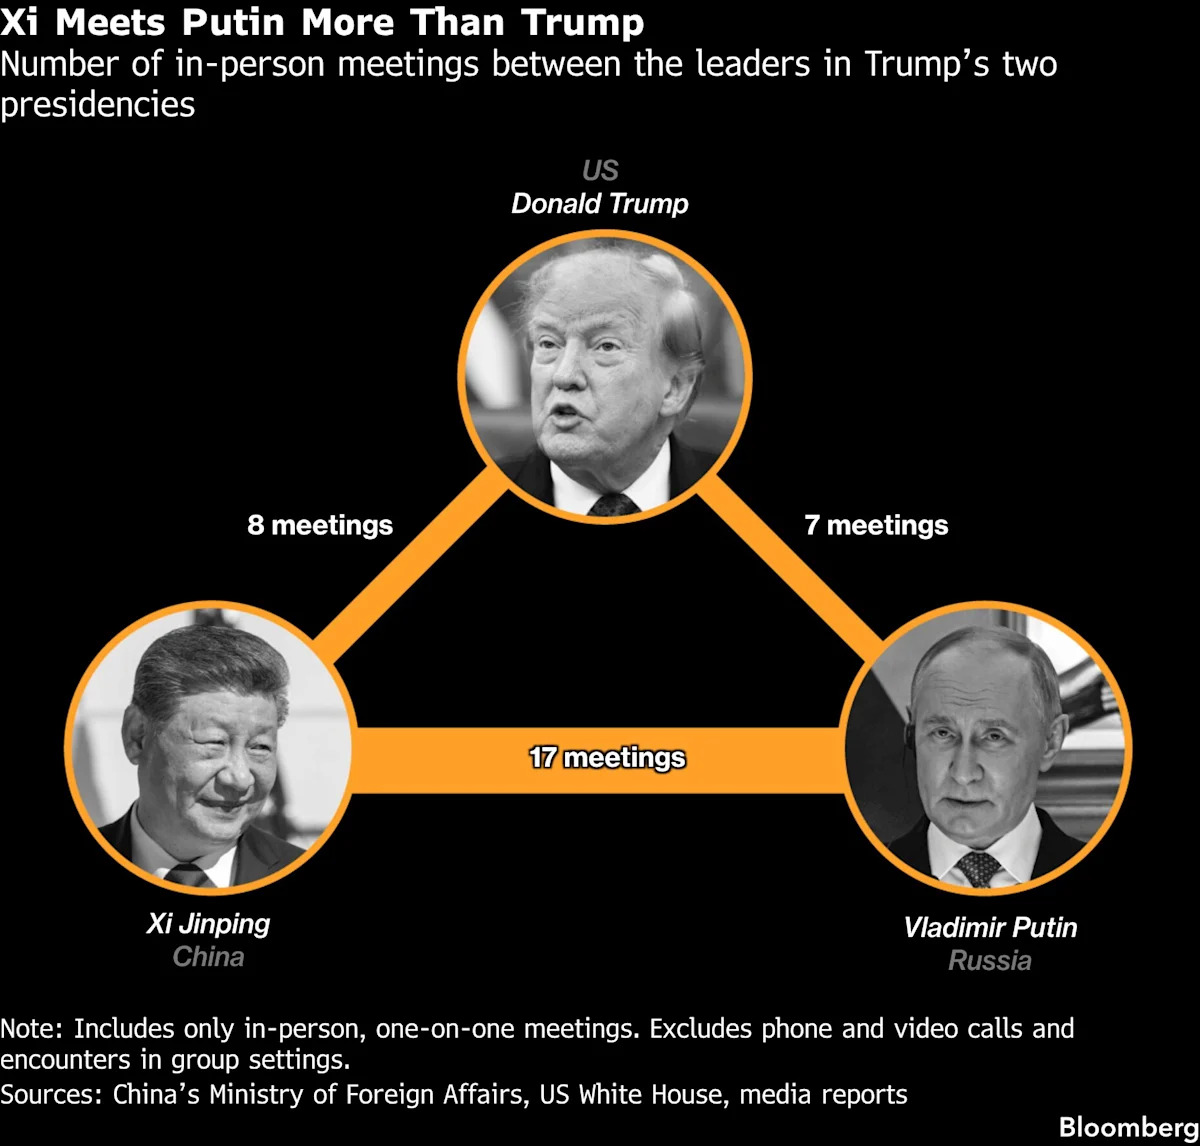 Xi Meets Putin More Than Trump
Number of in-person meetings between the leaders in Trump’s two
presidencies
US
Donald Trump
8 meetings
7 meetings
17 meetings
Xi Jinping
China
Vladimir Putin
Russia
Note: Includes only in-person, one-on-one meetings. Excludes phone and video calls and
encounters in group settings.
Sources: China’s Ministry of Foreign Affairs, US White House, media reports
Bloomberg